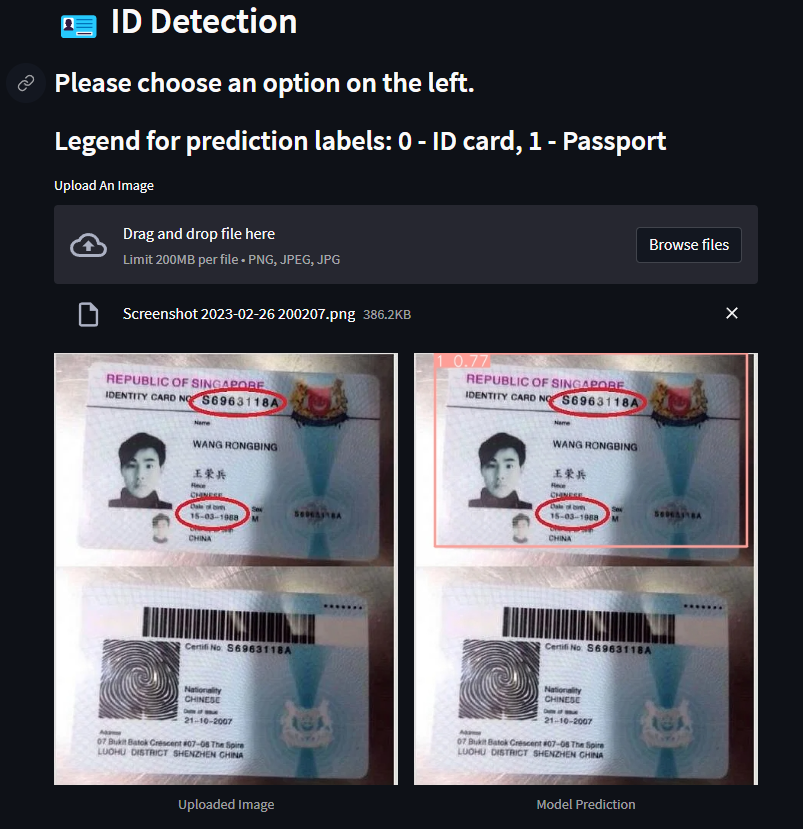 ID Detection
Please choose an option on the left.
Legend for prediction labels: 0 - ID card, 1 - Passport
Upload An Image
Drag and drop file here
Limit 200MB per file • PNG, JPEG, JPG
Browse files
Screenshot 2023-02-26 200207.png 386.2KB
REPUBLIC OF SINGAPORE
IDENTITY CARD NO. S6963118A
Name
WANG RONGBING
王荣兵
Race
CHINESE
Date of birth
Sex
15-03-1988
M
S6963118A
CHINA
Certifi No. S6963118A
Nationality
CHINESE
Date of issue
21-10-2007
Address
07 Bukit Batok Crescent #07-08 The Spire
LUOHU DISTRICT SHENZHEN CHINA
Uploaded Image
1 0.77
REPUBLIC OF SINGAPORE
IDENTITY CARD NO. S6963118A
Name
WANG RONGBING
王荣兵
Race
CHINESE
Date of birth
Sex
15-03-1988
M
S6963118A
CHINA
Certifi No. S6963118A
Nationality
CHINESE
Date of issue
21-10-2007
Address
07 Bukit Batok Crescent #07-08 The Spire
LUOHU DISTRICT SHENZHEN CHINA
Model Prediction